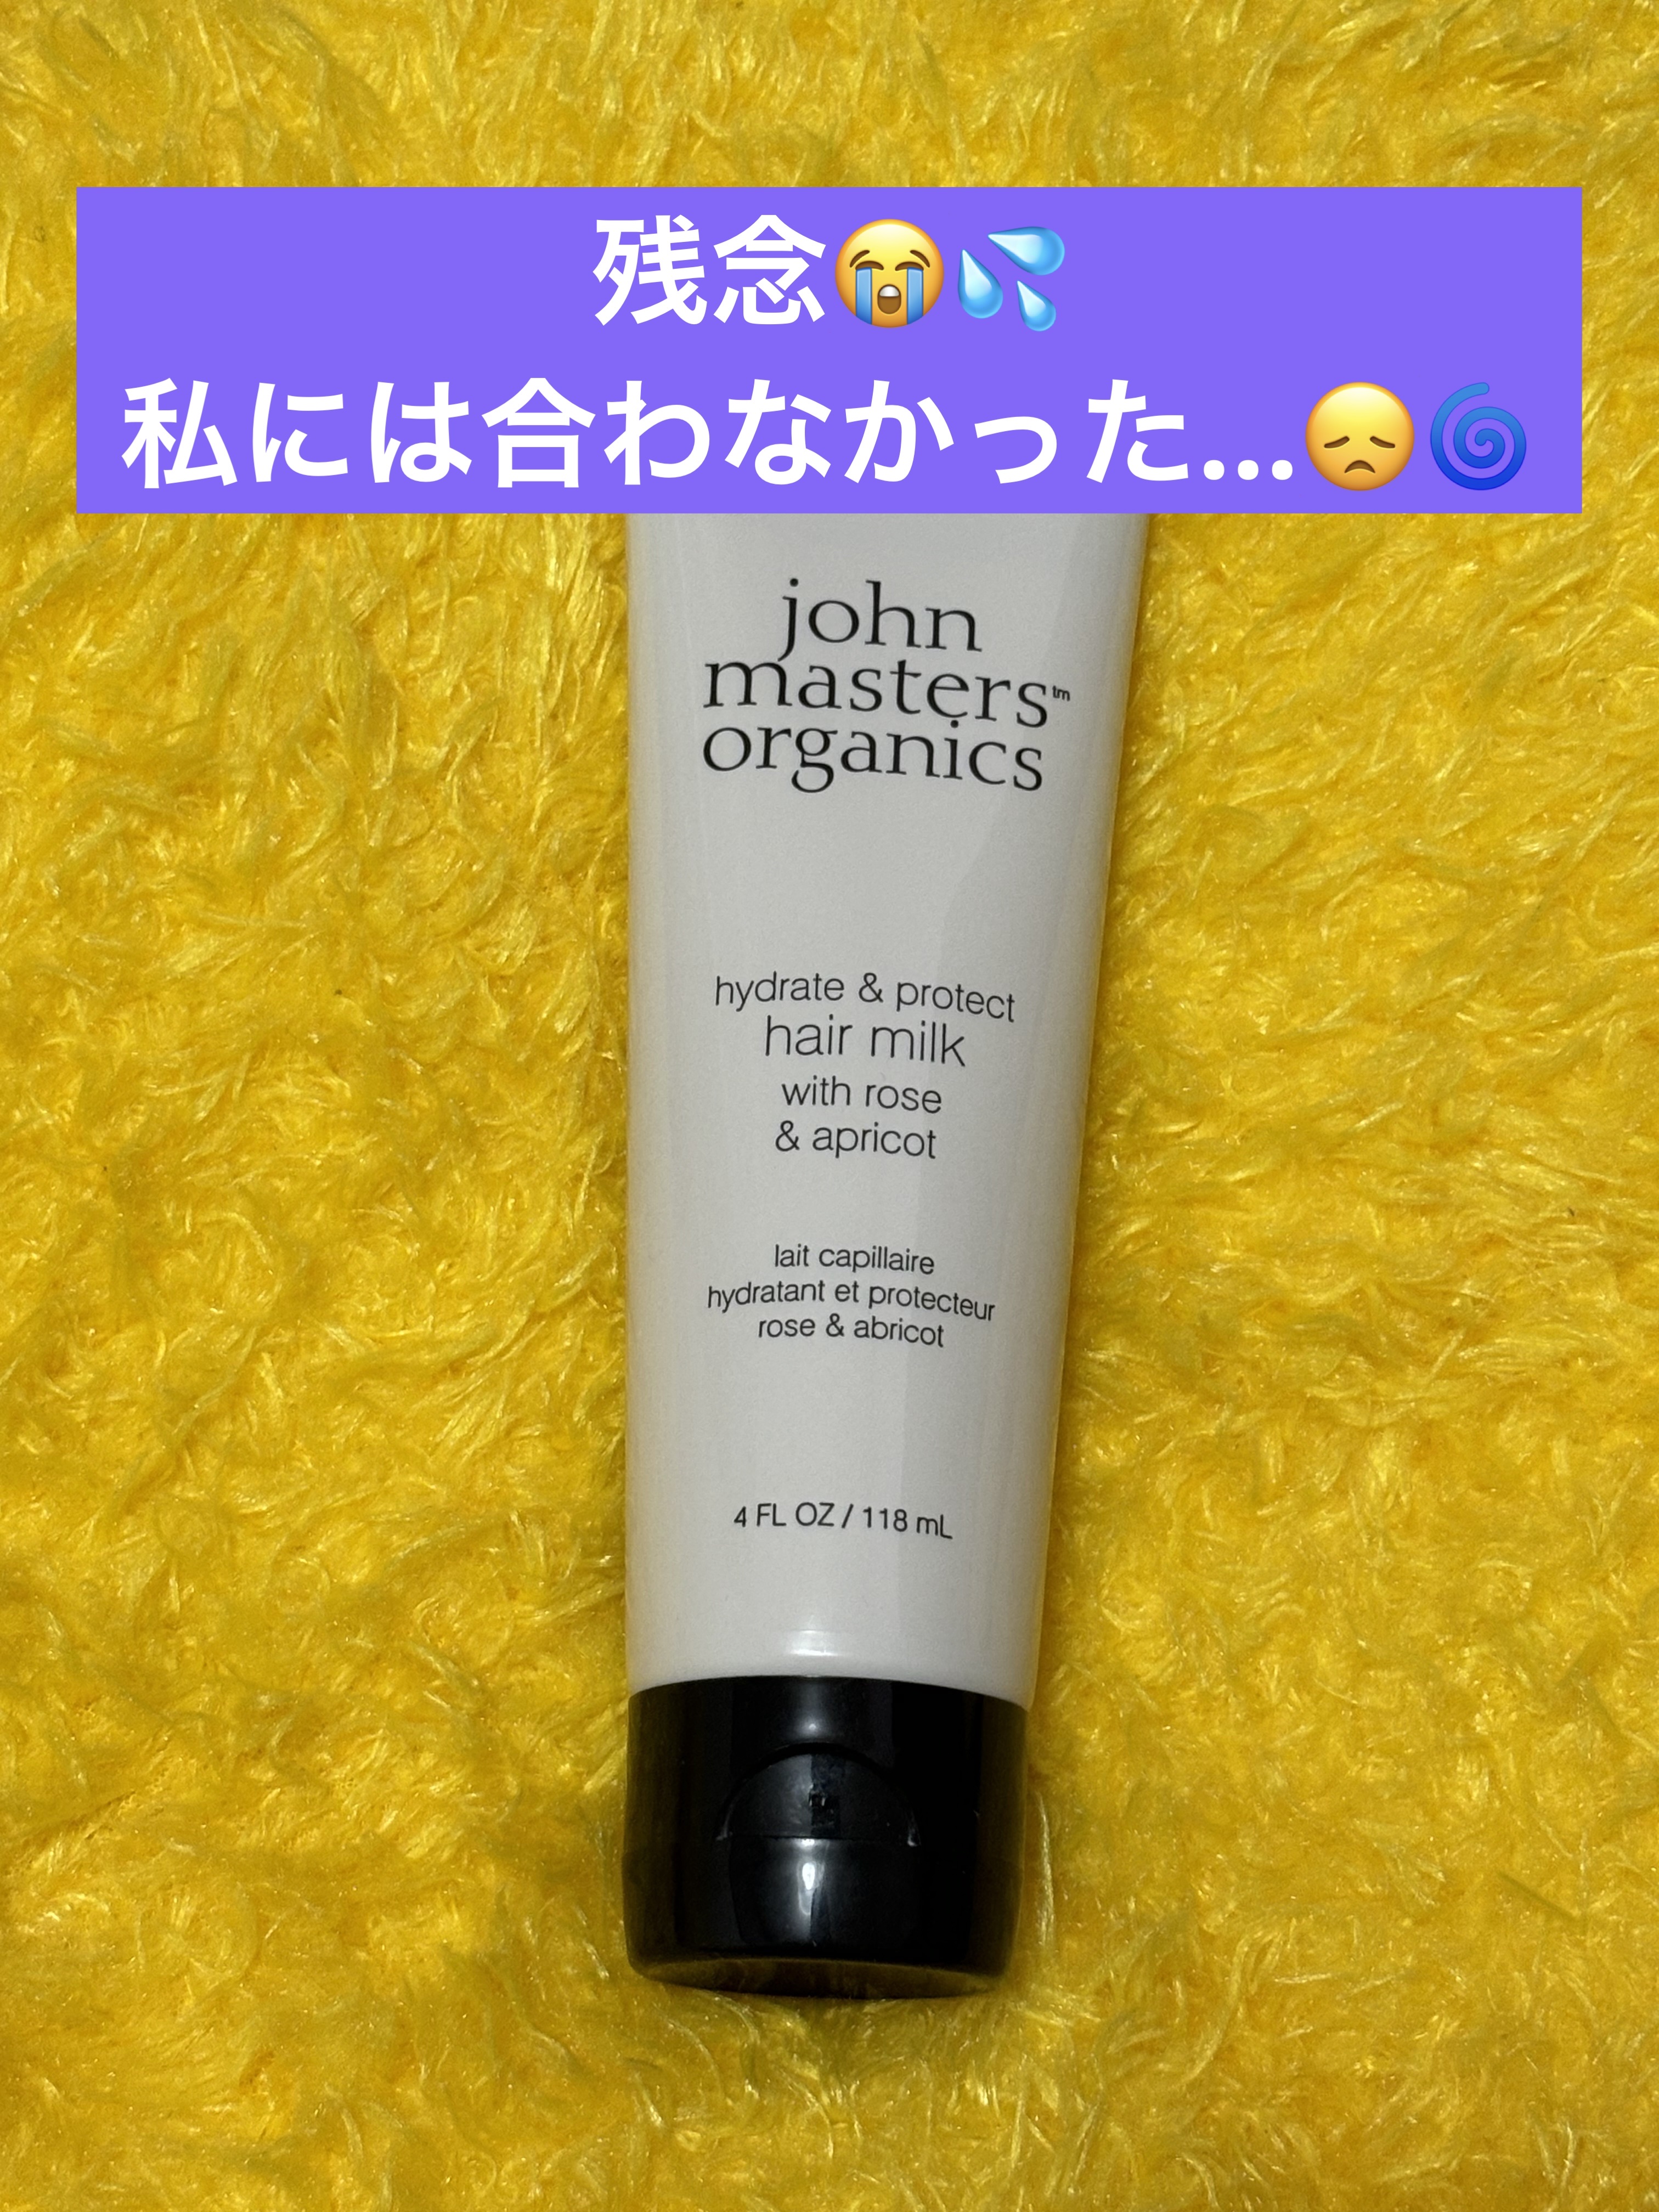 残念😭💦
私には合わなかった…😞🌀
john
masters™
organics
hydrate & protect
hair milk
with rose
& apricot
lait capillaire
hydratant et protecteur
rose & abricot
4 FL OZ / 118 mL